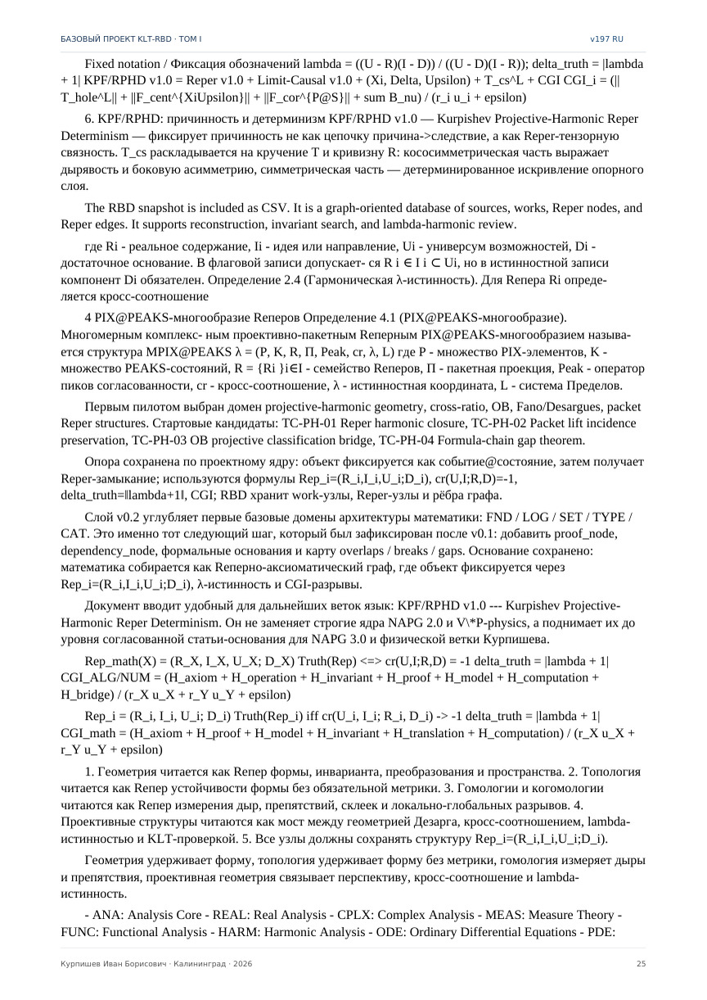 БАЗОВЫЙ ПРОЕКТ KLT-RBD · ТОМ I
v197 RU
Fixed notation / Фиксация обозначений lambda = ((U - R)(I - D)) / ((U - D)(I - R)); delta_truth = |lambda
+ 1| KPF/RPHD v1.0 = Reper v1.0 + Limit-Causal v1.0 + (Xi, Delta, Upsilon) + T_cs^L + CGI CGI_i = (||
T_hole^L|| + ||F_cent^{XiUpsilon}|| + ||F_cor^{P@S}|| + sum B_nu) / (r_i u_i + epsilon)
6. KPF/RPHD: причинность и детерминизм KPF/RPHD v1.0 — Kurpishev Projective-Harmonic Reper
Determinism — фиксирует причинность не как цепочку причина->следствие, а как Reper-тензорную
связность. T_cs раскладывается на кручение T и кривизну R: кососимметрическая часть выражает
дырявость и боковую асимметрию, симметрическая часть — детерминированное искривление опорного
слоя.
The RBD snapshot is included as CSV. It is a graph-oriented database of sources, works, Reper nodes, and
Reper edges. It supports reconstruction, invariant search, and lambda-harmonic review.
где Ri - реальное содержание, Ii - идея или направление, Ui - универсум возможностей, Di -
достаточное основание. В флаговой записи допускает- ся R i ∈ I i ⊂ Ui, но в истинностной записи
компонент Di обязателен. Определение 2.4 (Гармоническая λ-истинность). Для Rепера Ri опреде-
ляется кросс-соотношение
4 PIX@PEAKS-многообразие Rеперов Определение 4.1 (PIX@PEAKS-многообразие).
Многомерным комплекс- ным проективно-пакетным Rеперным PIX@PEAKS-многообразием называ-
ется структура MPIX@PEAKS λ = (P, K, R, Π, Peak, cr, λ, L) где P - множество PIX-элементов, K -
множество PEAKS-состояний, R = {Ri }i∈I - семейство Rеперов, Π - пакетная проекция, Peak - оператор
пиков согласованности, cr - кросс-соотношение, λ - истинностная координата, L - система Пределов.
Первым пилотом выбран домен projective-harmonic geometry, cross-ratio, OB, Fano/Desargues, packet
Reper structures. Стартовые кандидаты: TC-PH-01 Reper harmonic closure, TC-PH-02 Packet lift incidence
preservation, TC-PH-03 OB projective classification bridge, TC-PH-04 Formula-chain gap theorem.
Опора сохранена по проектному ядру: объект фиксируется как событие@состояние, затем получает
Reper-замыкание; используются формулы Rep_i=(R_i,I_i,U_i;D_i), cr(U,I;R,D)=-1,
delta_truth=‖lambda+1‖, CGI; RBD хранит work-узлы, Reper-узлы и рёбра графа.
Слой v0.2 углубляет первые базовые домены архитектуры математики: FND / LOG / SET / TYPE /
CAT. Это именно тот следующий шаг, который был зафиксирован после v0.1: добавить proof_node,
dependency_node, формальные основания и карту overlaps / breaks / gaps. Основание сохранено:
математика собирается как Rеперно-аксиоматический граф, где объект фиксируется через
Rep_i=(R_i,I_i,U_i;D_i), λ-истинность и CGI-разрывы.
Документ вводит удобный для дальнейших веток язык: KPF/RPHD v1.0 --- Kurpishev Projective-
Harmonic Reper Determinism. Он не заменяет строгие ядра NAPG 2.0 и V\*P-physics, а поднимает их до
уровня согласованной статьи-основания для NAPG 3.0 и физической ветки Курпишева.
Rep_math(X) = (R_X, I_X, U_X; D_X) Truth(Rep) <=> cr(U,I;R,D) = -1 delta_truth = |lambda + 1|
CGI_ALG/NUM = (H_axiom + H_operation + H_invariant + H_proof + H_model + H_computation +
H_bridge) / (r_X u_X + r_Y u_Y + epsilon)
Rep_i = (R_i, I_i, U_i; D_i) Truth(Rep_i) iff cr(U_i, I_i; R_i, D_i) -> -1 delta_truth = |lambda + 1|
CGI_math = (H_axiom + H_proof + H_model + H_invariant + H_translation + H_computation) / (r_X u_X +
r_Y u_Y + epsilon)
1. Геометрия читается как Rепер формы, инварианта, преобразования и пространства. 2. Топология
читается как Rепер устойчивости формы без обязательной метрики. 3. Гомологии и когомологии
читаются как Rепер измерения дыр, препятствий, склеек и локально-глобальных разрывов. 4.
Проективные структуры читаются как мост между геометрией Дезарга, кросс-соотношением, lambda-
истинностью и KLT-проверкой. 5. Все узлы должны сохранять структуру Rep_i=(R_i,I_i,U_i;D_i).
Геометрия удерживает форму, топология удерживает форму без метрики, гомология измеряет дыры
и препятствия, проективная геометрия связывает перспективу, кросс-соотношение и lambda-
истинность.
- ANA: Analysis Core - REAL: Real Analysis - CPLX: Complex Analysis - MEAS: Measure Theory -
FUNC: Functional Analysis - HARM: Harmonic Analysis - ODE: Ordinary Differential Equations - PDE:
Курпишев Иван Борисович · Калининград · 2026
25